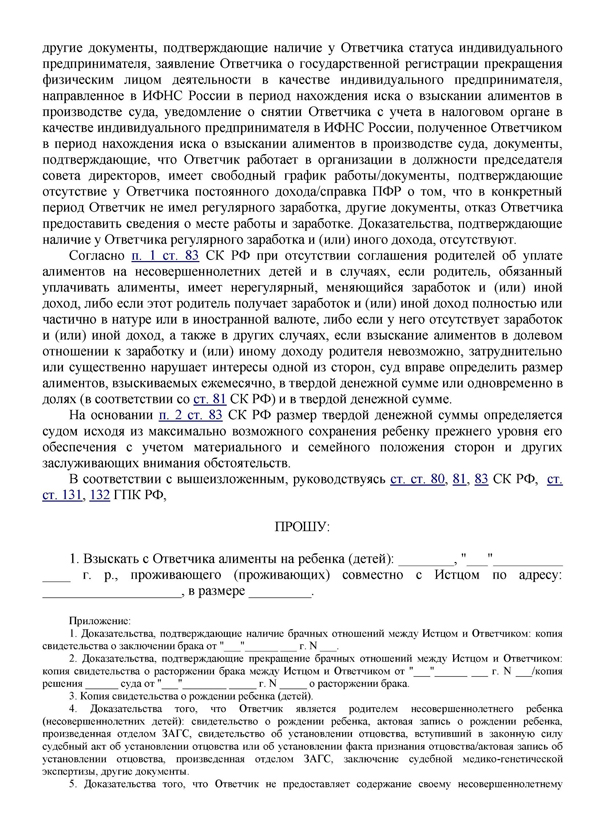 другие документы, подтверждающие наличие у Ответчика статуса индивидуального
предпринимателя, заявление Ответчика о государственной регистрации прекращения
физическим лицом деятельности в качестве индивидуального предпринимателя,
направленное в ИФНС России в период нахождения иска о взыскании алиментов в
производстве суда, уведомление о снятии Ответчика с учета в налоговом органе в
качестве индивидуального предпринимателя в ИФНС России, полученное Ответчиком
в период нахождения иска о взыскании алиментов в производстве суда, документы,
подтверждающие, что Ответчик работает в организации в должности председателя
совета директоров, имеет свободный график работы/документы, подтверждающие
отсутствие у Ответчика постоянного дохода/справка ПФР о том, что в конкретный
период Ответчик не имел регулярного заработка, другие документы, отказ Ответчика
предоставить сведения о месте работы и заработке. Доказательства, подтверждающие
наличие у Ответчика регулярного заработка и (или) иного дохода, отсутствуют.
Согласно п. 1 ст. 83 СК РФ при отсутствии соглашения родителей об уплате
алиментов на несовершеннолетних детей и в случаях, если родитель, обязанный
уплачивать алименты, имеет нерегулярный, меняющийся заработок и (или) иной
доход, либо если этот родитель получает заработок и (или) иной доход полностью или
частично в натуре или в иностранной валюте, либо если у него отсутствует заработок
и (или) иной доход, а также в других случаях, если взыскание алиментов в долевом
отношении к заработку и (или) иному доходу родителя невозможно, затруднительно
или существенно нарушает интересы одной из сторон, суд вправе определить размер
алиментов, взыскиваемых ежемесячно, в твердой денежной сумме или одновременно в
долях (в соответствии со ст. 81 СК РФ) и в твердой денежной сумме.
На основании п. 2 ст. 83 СК РФ размер твердой денежной суммы определяется
судом исходя из максимально возможного сохранения ребенку прежнего уровня его
обеспечения с учетом материального и семейного положения сторон и других
заслуживающих внимания обстоятельств.
В соответствии с вышеизложенным, руководствуясь ст. ст. 80, 81, 83 СК РФ, ст.
ст. 131, 132 ГПК РФ,
ПРОШУ:
1. Взыскать с Ответчика алименты на ребенка (детей): ________, "___"__________
____ г. р., проживающего (проживающих) совместно с Истцом по адресу:
____________________, в размере _________.
Приложение:
1. Доказательства, подтверждающие наличие брачных отношений между Истцом и Ответчиком: копия
свидетельства о заключении брака от "___"______ ___ г. N ___.
2. Доказательства, подтверждающие прекращение брачных отношений между Истцом и Ответчиком:
копия свидетельства о расторжении брака между Истцом и Ответчиком от "___"______ ___ г. N ___/копия
решения ______ суда от "___"________ _____ г. N _____ о расторжении брака.
3. Копия свидетельства о рождении ребенка (детей).
4. Доказательства того, что Ответчик является родителем несовершеннолетнего ребенка
(несовершеннолетних детей): свидетельство о рождении ребенка, актовая запись о рождении ребенка,
произведенная отделом ЗАГС, свидетельство об установлении отцовства, вступивший в законную силу
судебный акт об установлении отцовства или об установлении факта признания отцовства/актовая запись об
установлении отцовства, произведенная отделом ЗАГС, заключение судебной медико-генетической
экспертизы, другие документы.
5. Доказательства того, что Ответчик не предоставляет содержание своему несовершеннолетнему